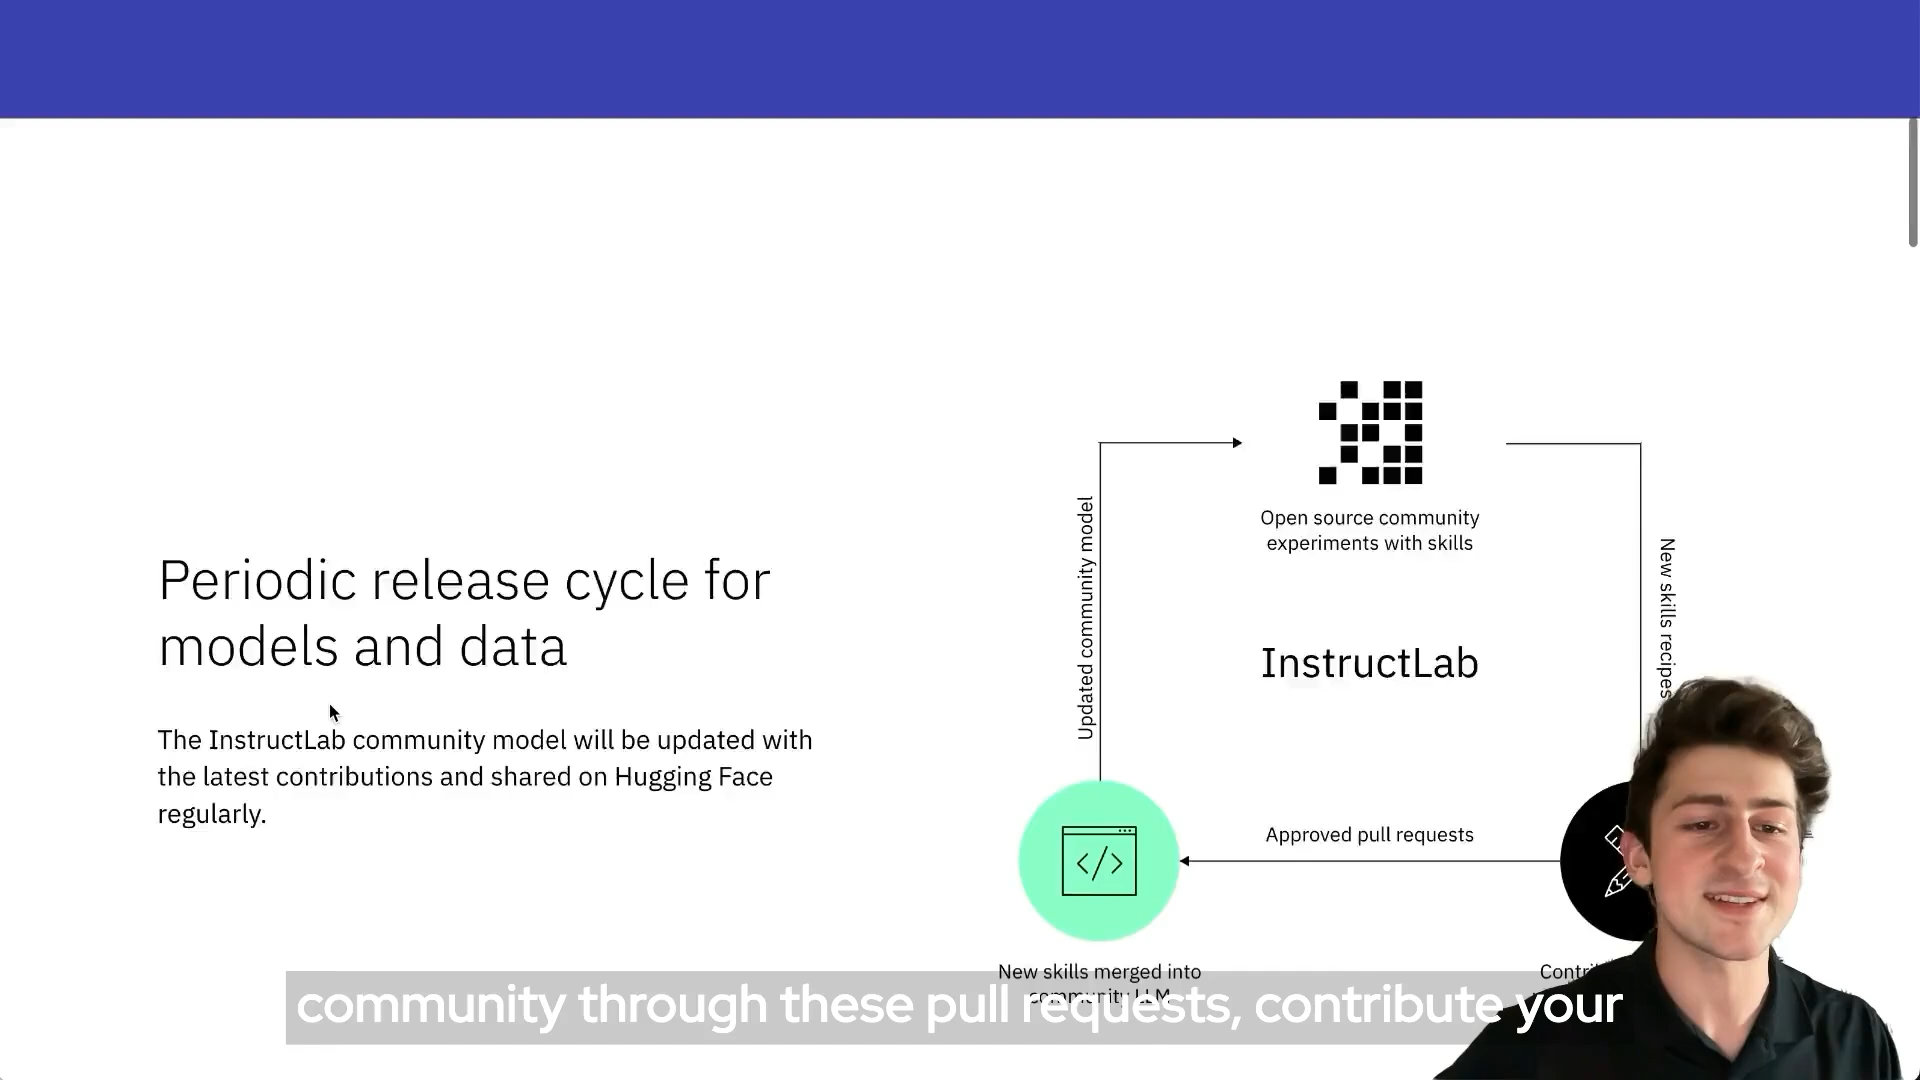 Periodic release cycle for
models and data
The InstructLab community model will be updated with
the latest contributions and shared on Hugging Face
regularly.
Open source community
experiments with skills
InstructLab
Updated community model
New skills recipes
Approved pull requests
New skills merged into
community LLM
community through these pull requests, contribute your